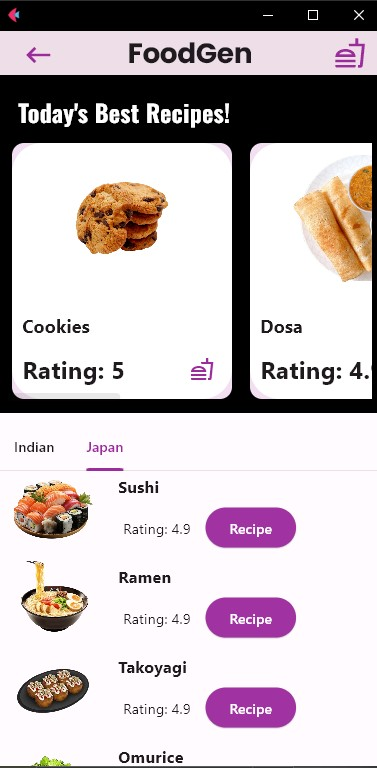 FoodGen
Today's Best Recipes!
Cookies
Rating: 5
Dosa
Rating: 4.
Indian
Japan
Sushi
Rating: 4.9
Recipe
Ramen
Rating: 4.9
Recipe
Takoyagi
Rating: 4.9
Recipe
Omurice